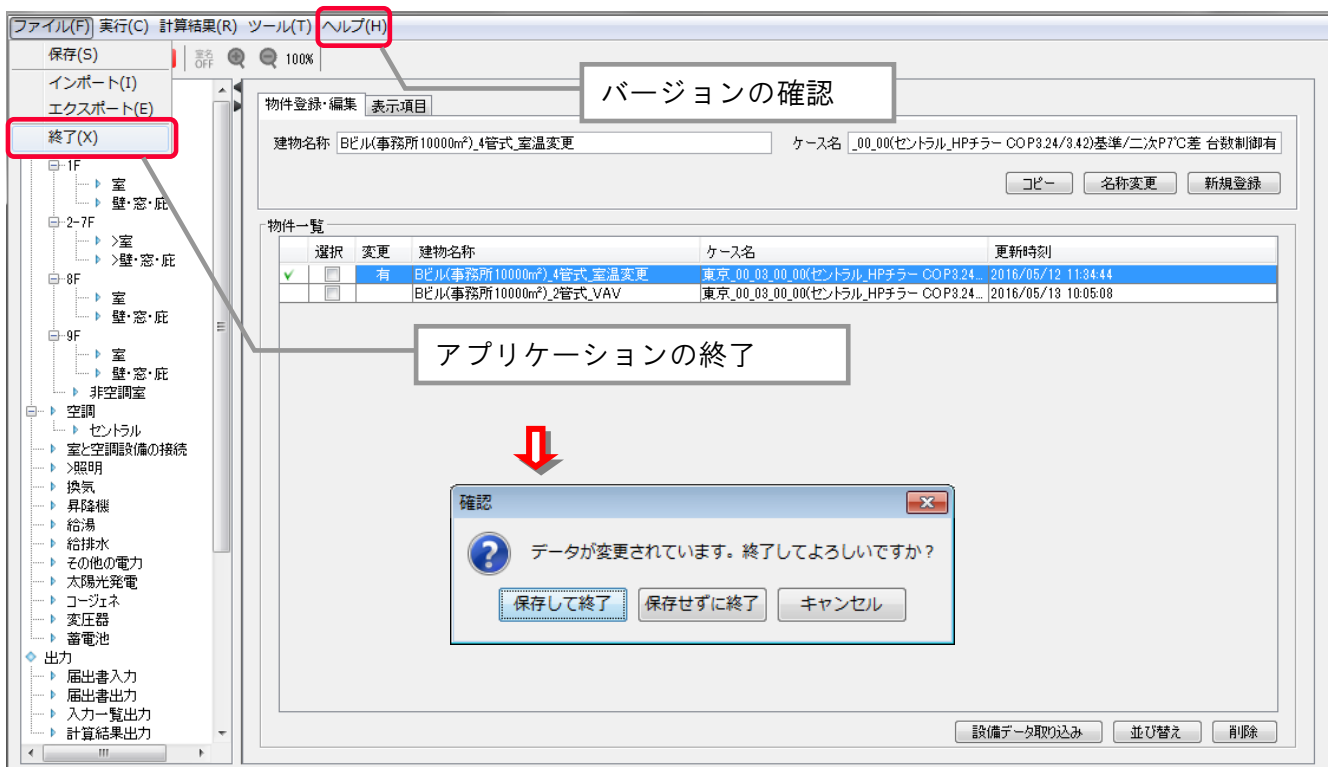 ファイル(F) 実行(C) 計算結果(R) ツール(T) ヘルプ(H)
保存(S)
インポート(I)
エクスポート(E)
終了(X)
室名
OFF
100%
バージョンの確認
物件登録・編集 表示項目
建物名称 Bビル(事務所10000m²)_4管式_室温変更
ケース名 _00_00(セントラル_HPチラー COP3.24/3.42)基準/二次P7℃差 台数制御有
コピー 名称変更 新規登録
物件一覧
選択 変更 建物名称 ケース名 更新時刻
有 Bビル(事務所10000m²)_4管式_室温変更 東京_00_03_00_00(セントラル_HPチラー COP3.24... 2016/05/12 11:34:44
Bビル(事務所10000m²)_2管式_VAV 東京_00_03_00_00(セントラル_HPチラー COP3.24... 2016/05/13 10:05:08
1F
室
壁・窓・庇
2-7F
>室
>壁・窓・庇
8F
室
壁・窓・庇
9F
室
壁・窓・庇
非空調室
空調
セントラル
室と空調設備の接続
>照明
換気
昇降機
給湯
給排水
その他の電力
太陽光発電
コージェネ
変圧器
蓄電池
出力
届出書入力
届出書出力
入力一覧出力
計算結果出力
アプリケーションの終了
確認
データが変更されています。終了してよろしいですか？
保存して終了 保存せずに終了 キャンセル
設備データ取り込み 並び替え 削除